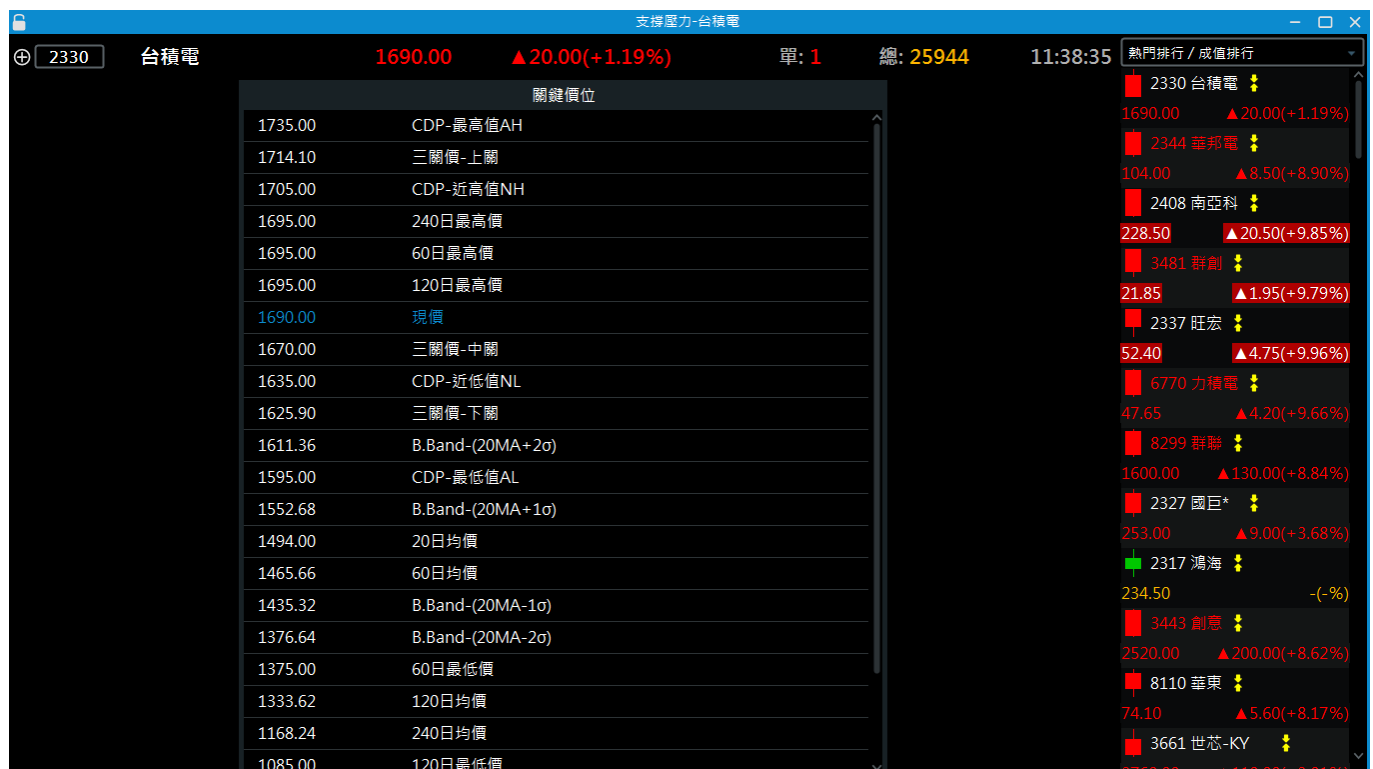 支撐壓力-台積電
2330 台積電 1690.00 ▲20.00(+1.19%) 單: 1 總: 25944 11:38:35 熱門排行 / 成值排行
關鍵價位
1735.00 CDP-最高值AH
1714.10 三關價-上關
1705.00 CDP-近高值NH
1695.00 240日最高價
1695.00 60日最高價
1695.00 120日最高價
1690.00 現價
1670.00 三關價-中關
1635.00 CDP-近低值NL
1625.90 三關價-下關
1611.36 B.Band-(20MA+2σ)
1595.00 CDP-最低值AL
1552.68 B.Band-(20MA+1σ)
1494.00 20日均價
1465.66 60日均價
1435.32 B.Band-(20MA-1σ)
1376.64 B.Band-(20MA-2σ)
1375.00 60日最低價
1333.62 120日均價
1168.24 240日均價
1085.00 120日最低價
2330 台積電
1690.00 ▲20.00(+1.19%)
2344 華邦電
104.00 ▲8.50(+8.90%)
2408 南亞科
228.50 ▲20.50(+9.85%)
3481 群創
21.85 ▲1.95(+9.79%)
2337 旺宏
52.40 ▲4.75(+9.96%)
6770 力積電
47.65 ▲4.20(+9.66%)
8299 群聯
1600.00 ▲130.00(+8.84%)
2327 國巨*
253.00 ▲9.00(+3.68%)
2317 鴻海
234.50 -(-%)
3443 創意
2520.00 ▲200.00(+8.62%)
8110 華東
74.10 ▲5.60(+8.17%)
3661 世芯-KY